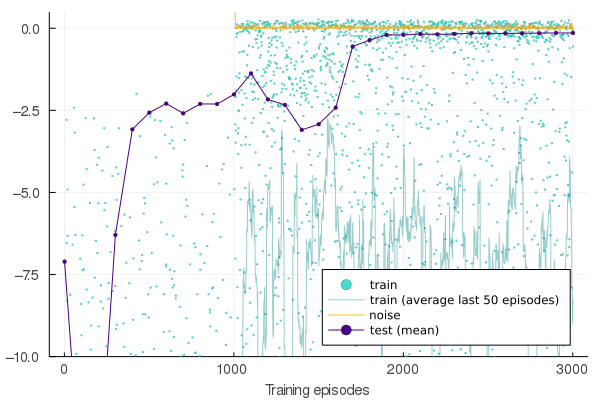 0.0
−2.5
−5.0
−7.5
−10.0
0
1000
2000
3000
Training episodes
train
train (average last 50 episodes)
noise
test (mean)